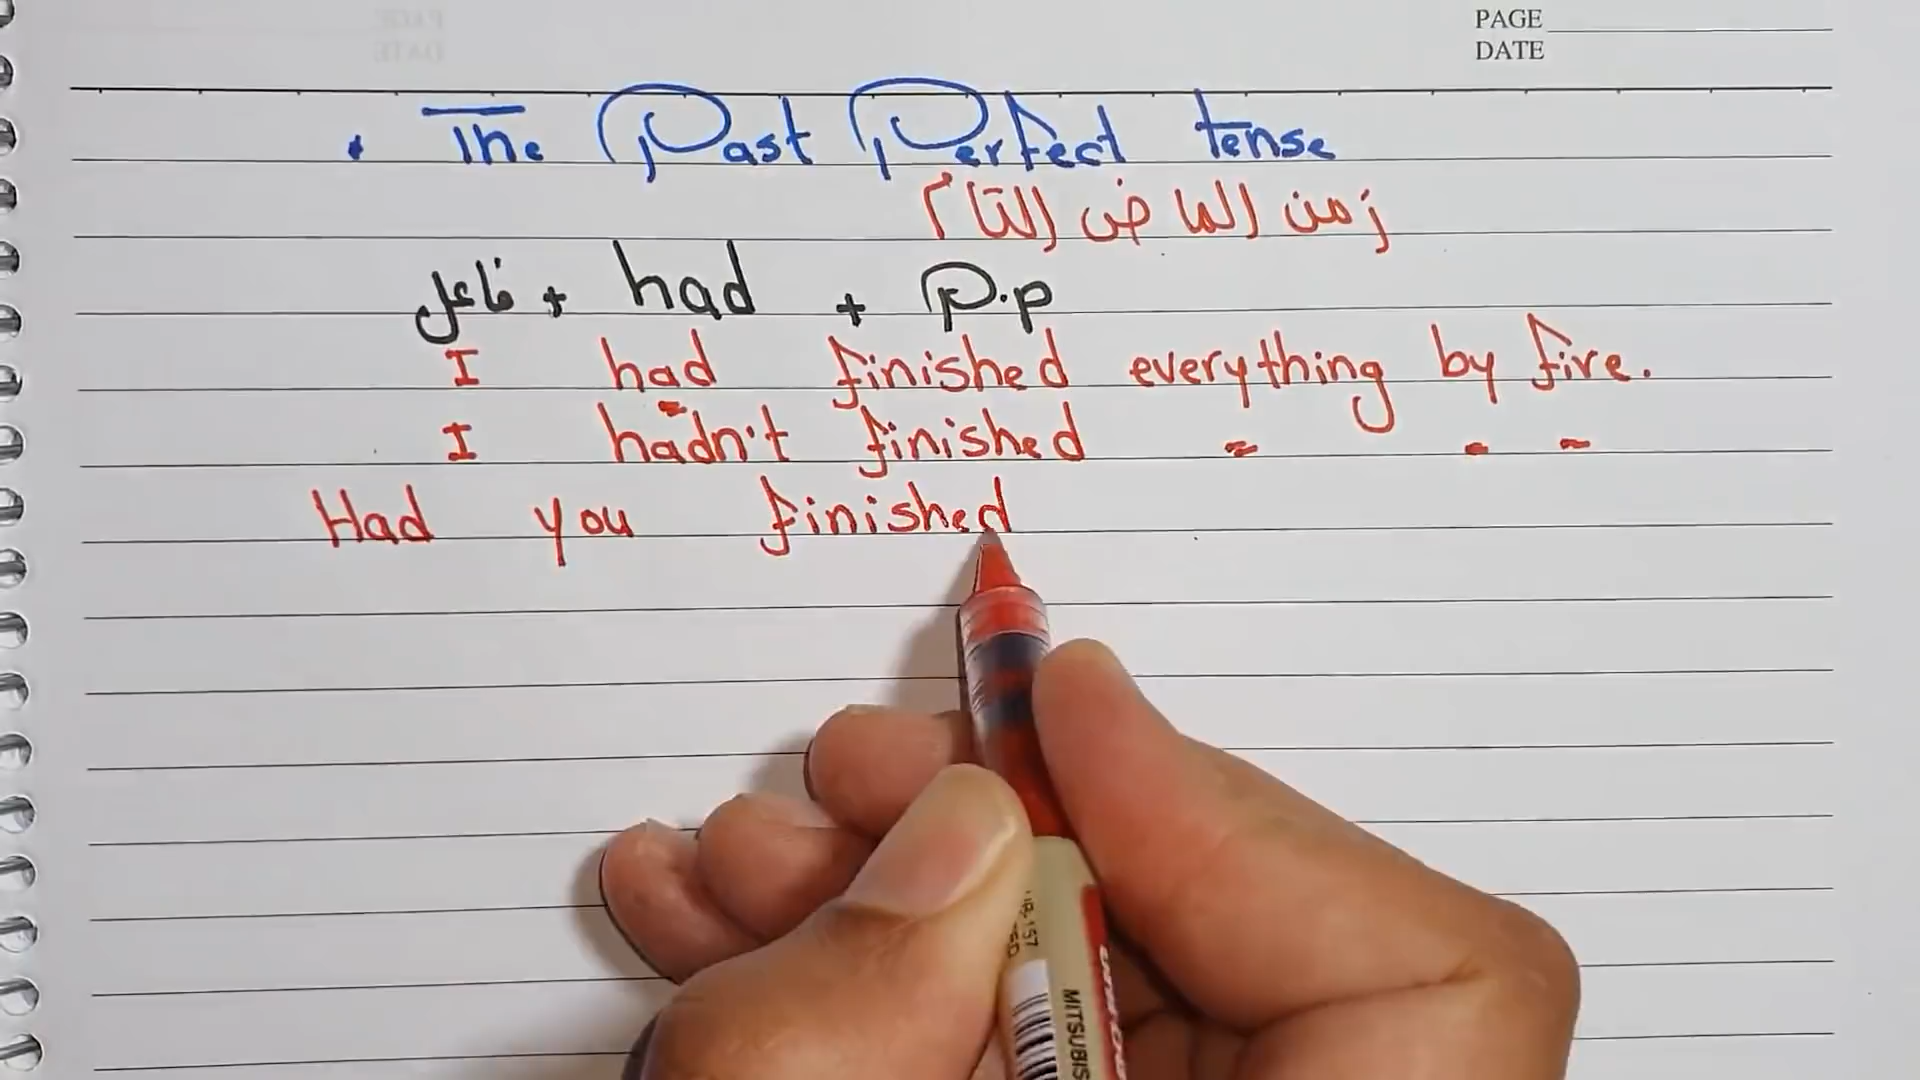 PAGE
DATE
• The Past Perfect tense
زمن الماضي التام
فاعل + had + P.p
I had finished everything by five.
I hadn't finished = = =
Had you finished
MITSUBIS